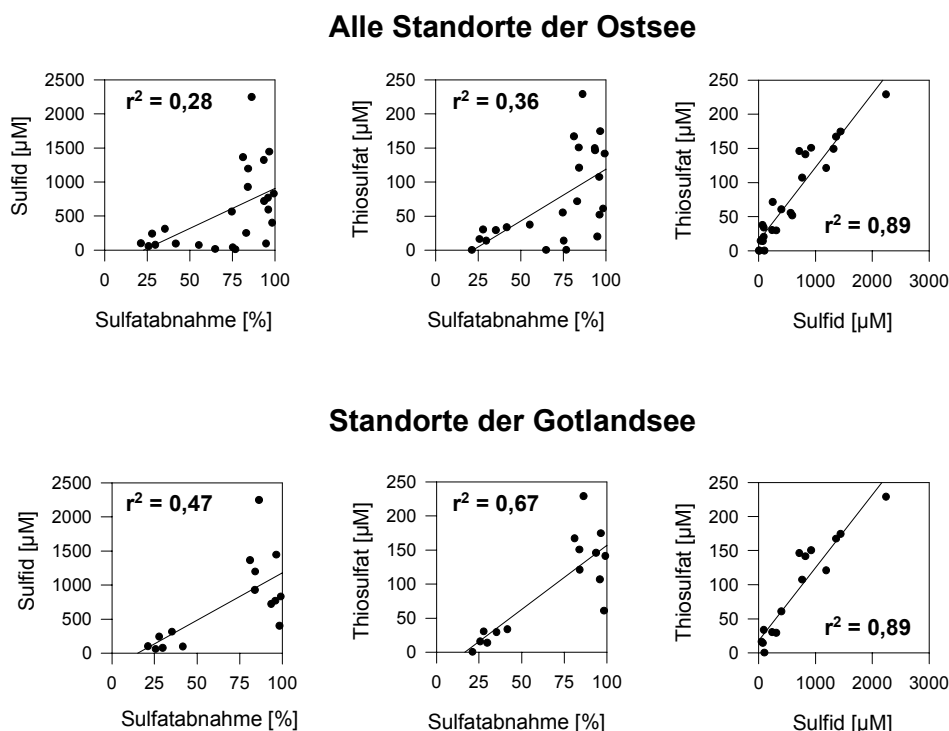 Alle Standorte der Ostsee
Sulfid [µM]
2500
2000
1500
1000
500
0
r² = 0,28
0 25 50 75 100
Sulfatabnahme [%]
Thiosulfat [µM]
250
200
150
100
50
0
r² = 0,36
0 25 50 75 100
Sulfatabnahme [%]
Thiosulfat [µM]
250
200
150
100
50
0
r² = 0,89
0 1000 2000 3000
Sulfid [µM]
Standorte der Gotlandsee
Sulfid [µM]
2500
2000
1500
1000
500
0
r² = 0,47
0 25 50 75 100
Sulfatabnahme [%]
Thiosulfat [µM]
250
200
150
100
50
0
r² = 0,67
0 25 50 75 100
Sulfatabnahme [%]
Thiosulfat [µM]
250
200
150
100
50
0
r² = 0,89
0 1000 2000 3000
Sulfid [µM]